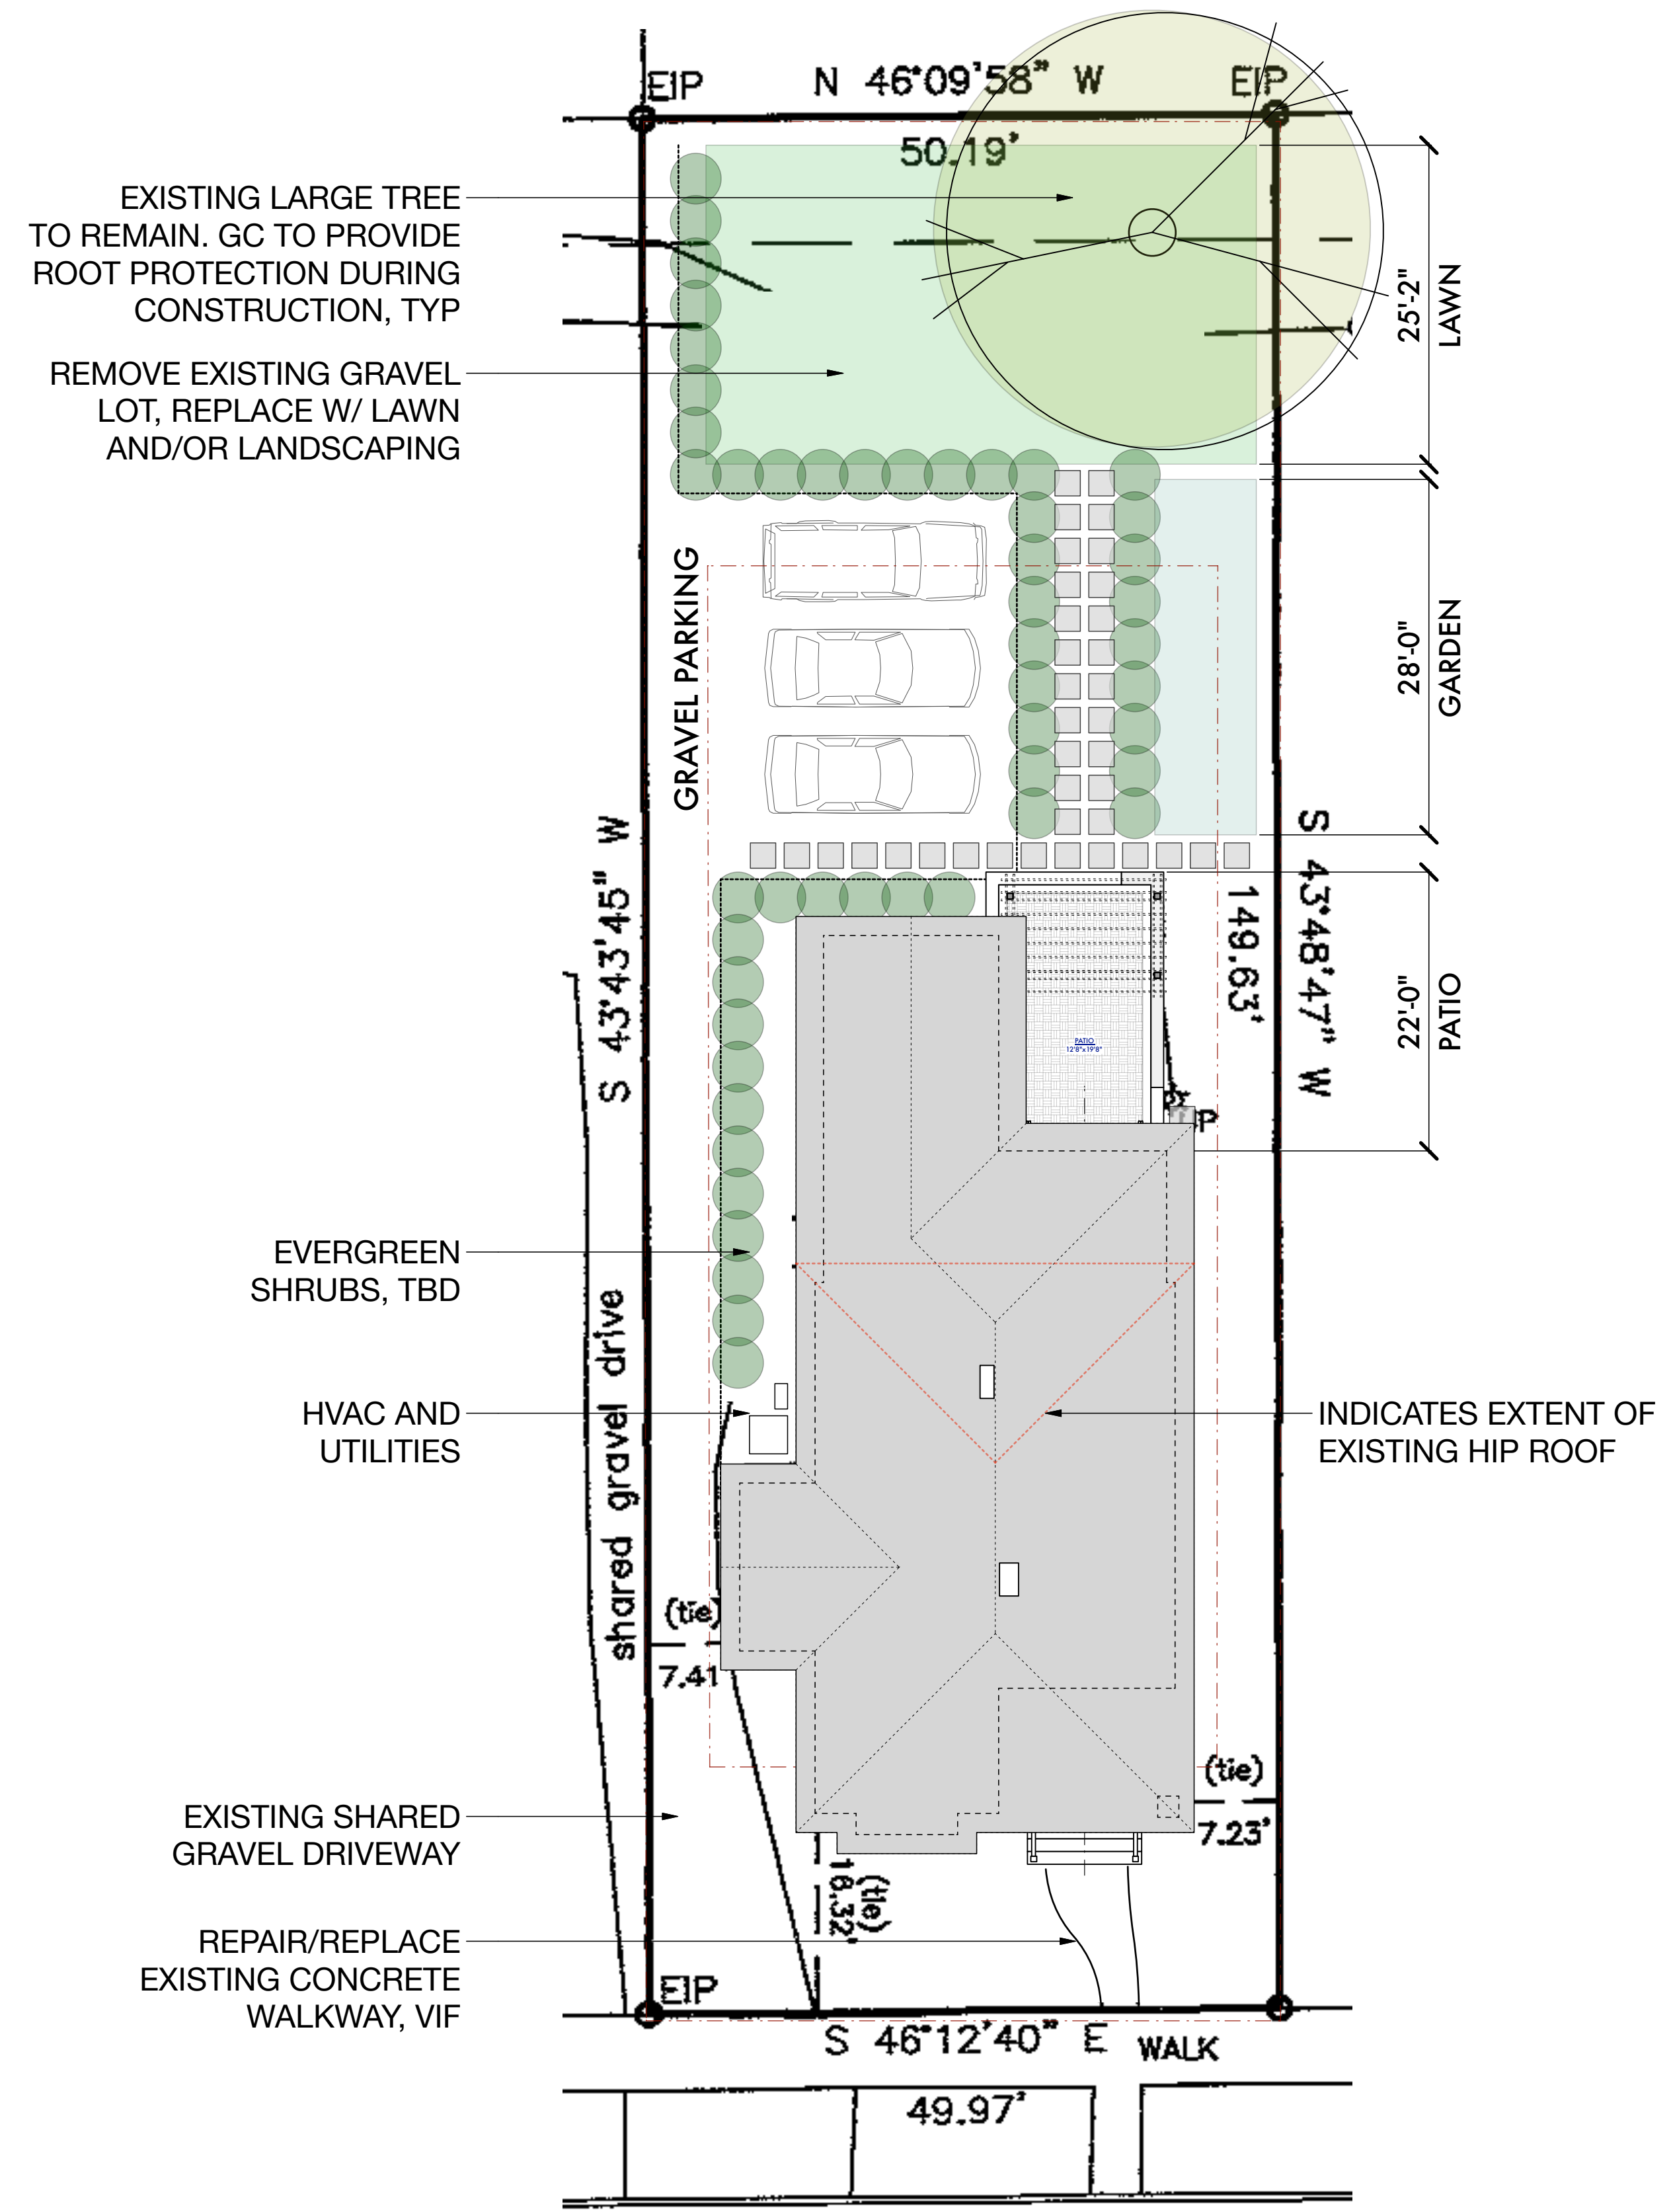 EIP
N 46°09'58" W
EIP
50.19'
EXISTING LARGE TREE
TO REMAIN. GC TO PROVIDE
ROOT PROTECTION DURING
CONSTRUCTION, TYP
REMOVE EXISTING GRAVEL
LOT, REPLACE W/ LAWN
AND/OR LANDSCAPING
25'-2"
LAWN
GRAVEL PARKING
28'-0"
GARDEN
S 43°43'45" W
S 43°48'47" W
149.63'
22'-0"
PATIO
PATIO
12'8"x19'8"
EVERGREEN
SHRUBS, TBD
shared gravel drive
HVAC AND
UTILITIES
INDICATES EXTENT OF
EXISTING HIP ROOF
(tie)
7.41
(tie)
7.23'
EXISTING SHARED
GRAVEL DRIVEWAY
(tie)
16.32'
REPAIR/REPLACE
EXISTING CONCRETE
WALKWAY, VIF
EIP
S 46°12'40" E
WALK
49.97'